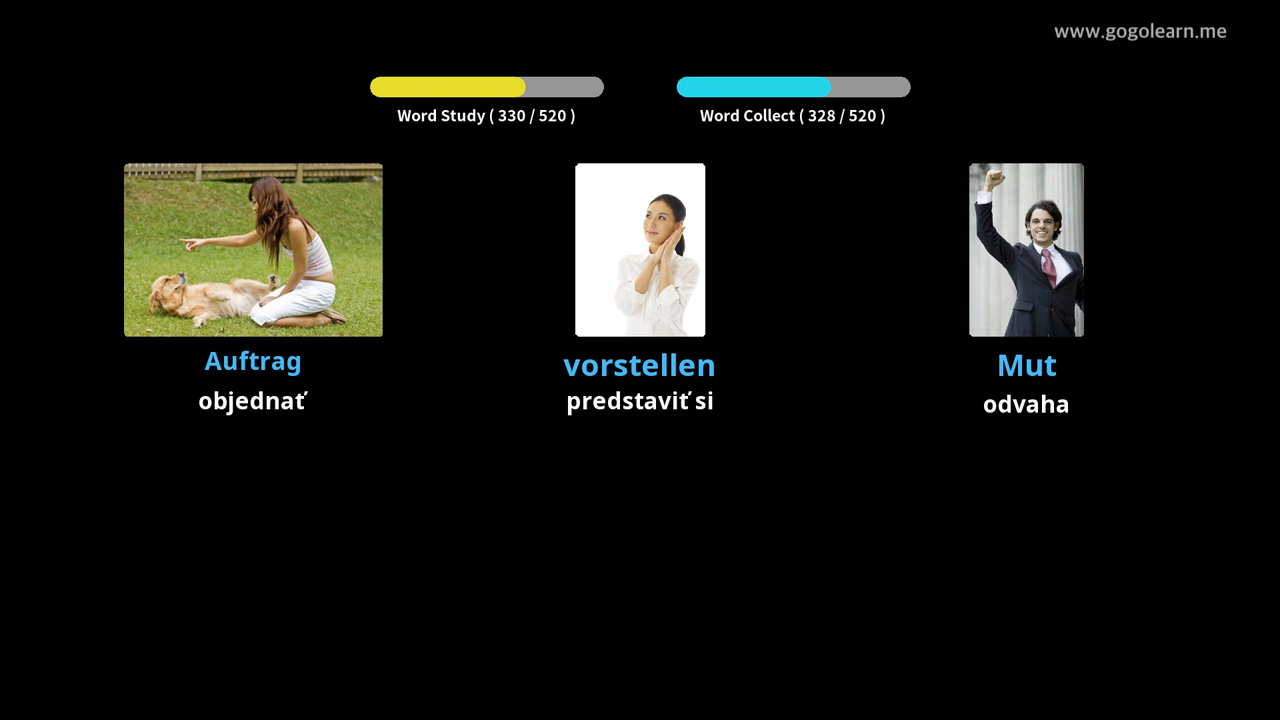 www.gogolearn.me
Word Study ( 330 / 520 )
Word Collect ( 328 / 520 )
Auftrag
objednať
vorstellen
predstaviť si
Mut
odvaha